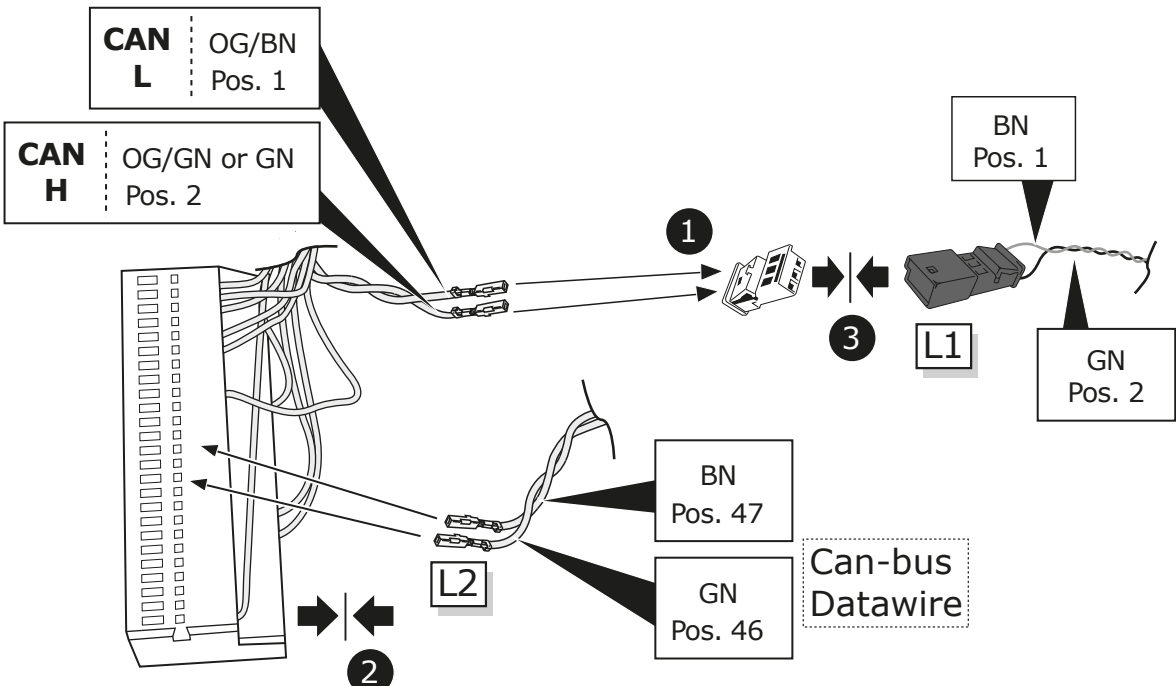 CAN L
OG/BN
Pos. 1
CAN H
OG/GN or GN
Pos. 2
BN
Pos. 1
1
3
L1
GN
Pos. 2
BN
Pos. 47
L2
GN
Pos. 46
Can-bus
Datawire
2